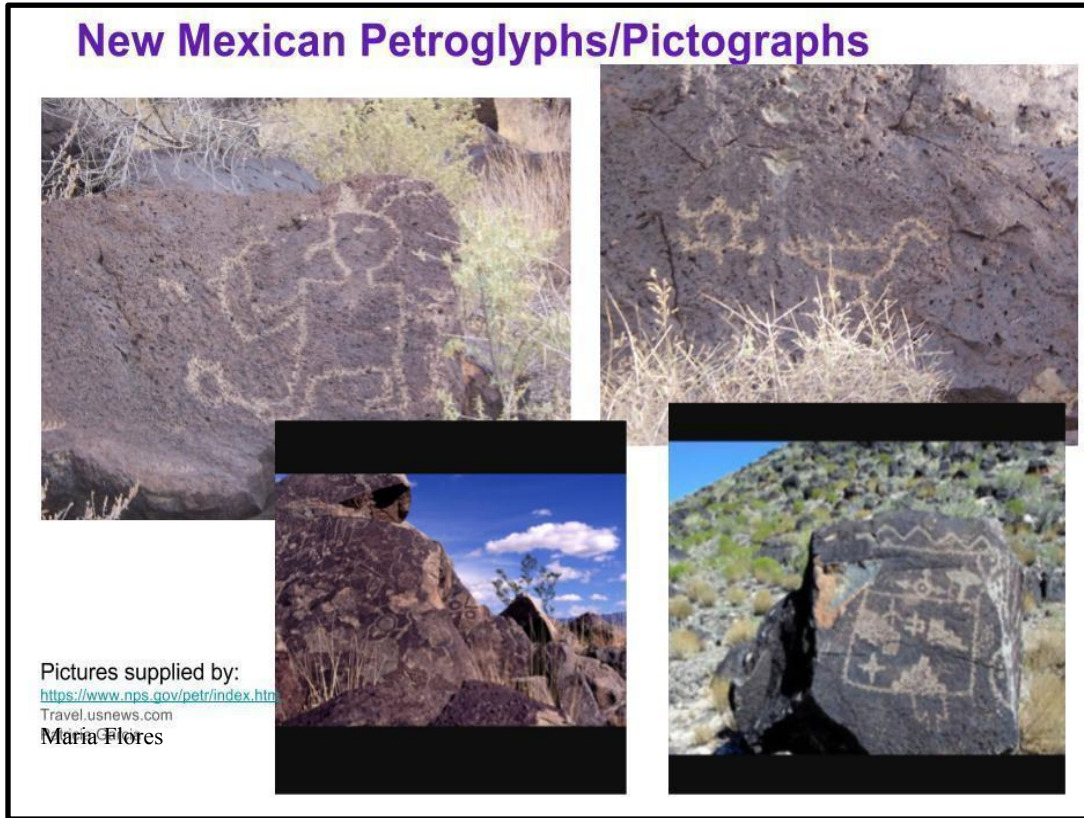 New Mexican Petroglyphs/Pictographs
Pictures supplied by:
https://www.nps.gov/petr/index.htm
Travel.usnews.com
Maria Flores